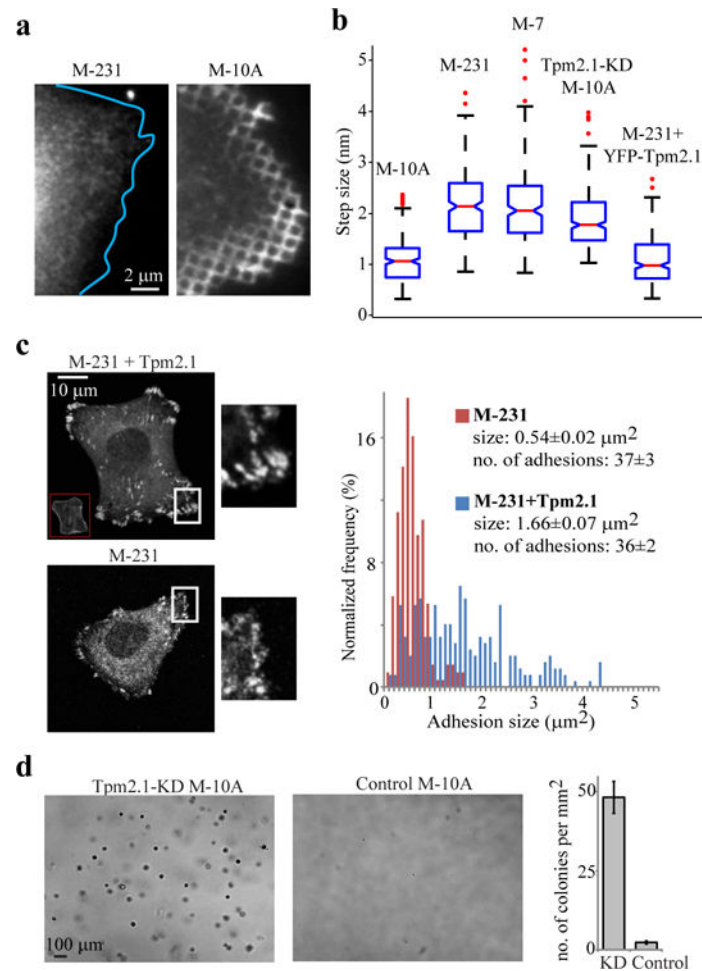 a
M-231
M-10A
2 μm
b
Step size (nm)
5
4
3
2
1
0
M-10A
M-231
M-7
Tpm2.1-KD
M-10A
M-231+
YFP-Tpm2.1
c
M-231 + Tpm2.1
10 μm
M-231
Normalized frequency (%)
16
8
0
0 1 2 3 4 5
Adhesion size (μm²)
M-231
size: 0.54±0.02 μm²
no. of adhesions: 37±3
M-231+Tpm2.1
size: 1.66±0.07 μm²
no. of adhesions: 36±2
d
Tpm2.1-KD M-10A
100 μm
Control M-10A
no. of colonies per mm²
50
25
0
KD Control